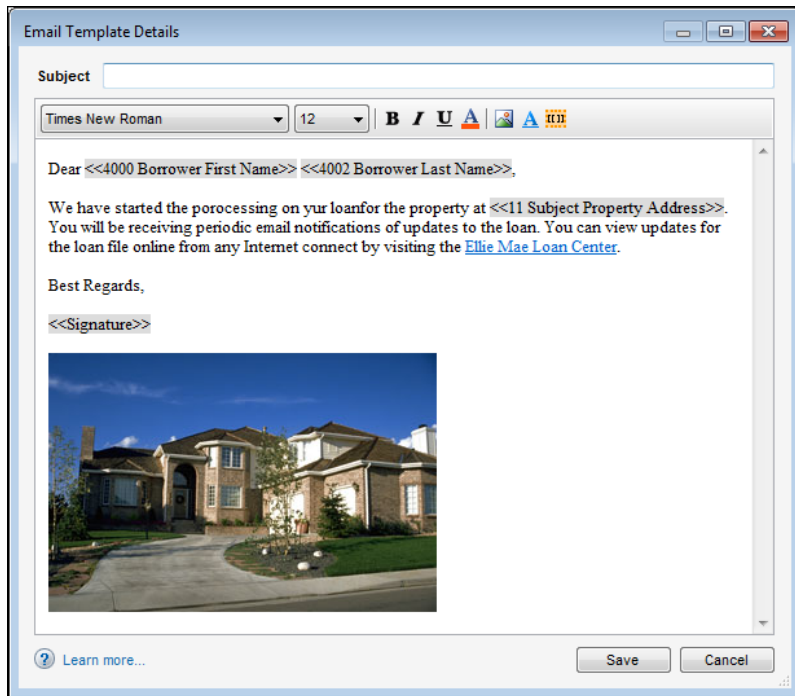 Email Template Details
Subject
Times New Roman 12 B I U A A
Dear <<4000 Borrower First Name>> <<4002 Borrower Last Name>>,
We have started the porocessing on yur loanfor the property at <<11 Subject Property Address>>.
You will be receiving periodic email notifications of updates to the loan. You can view updates for
the loan file online from any Internet connect by visiting the Ellie Mae Loan Center.
Best Regards,
<<Signature>>
? Learn more... Save Cancel